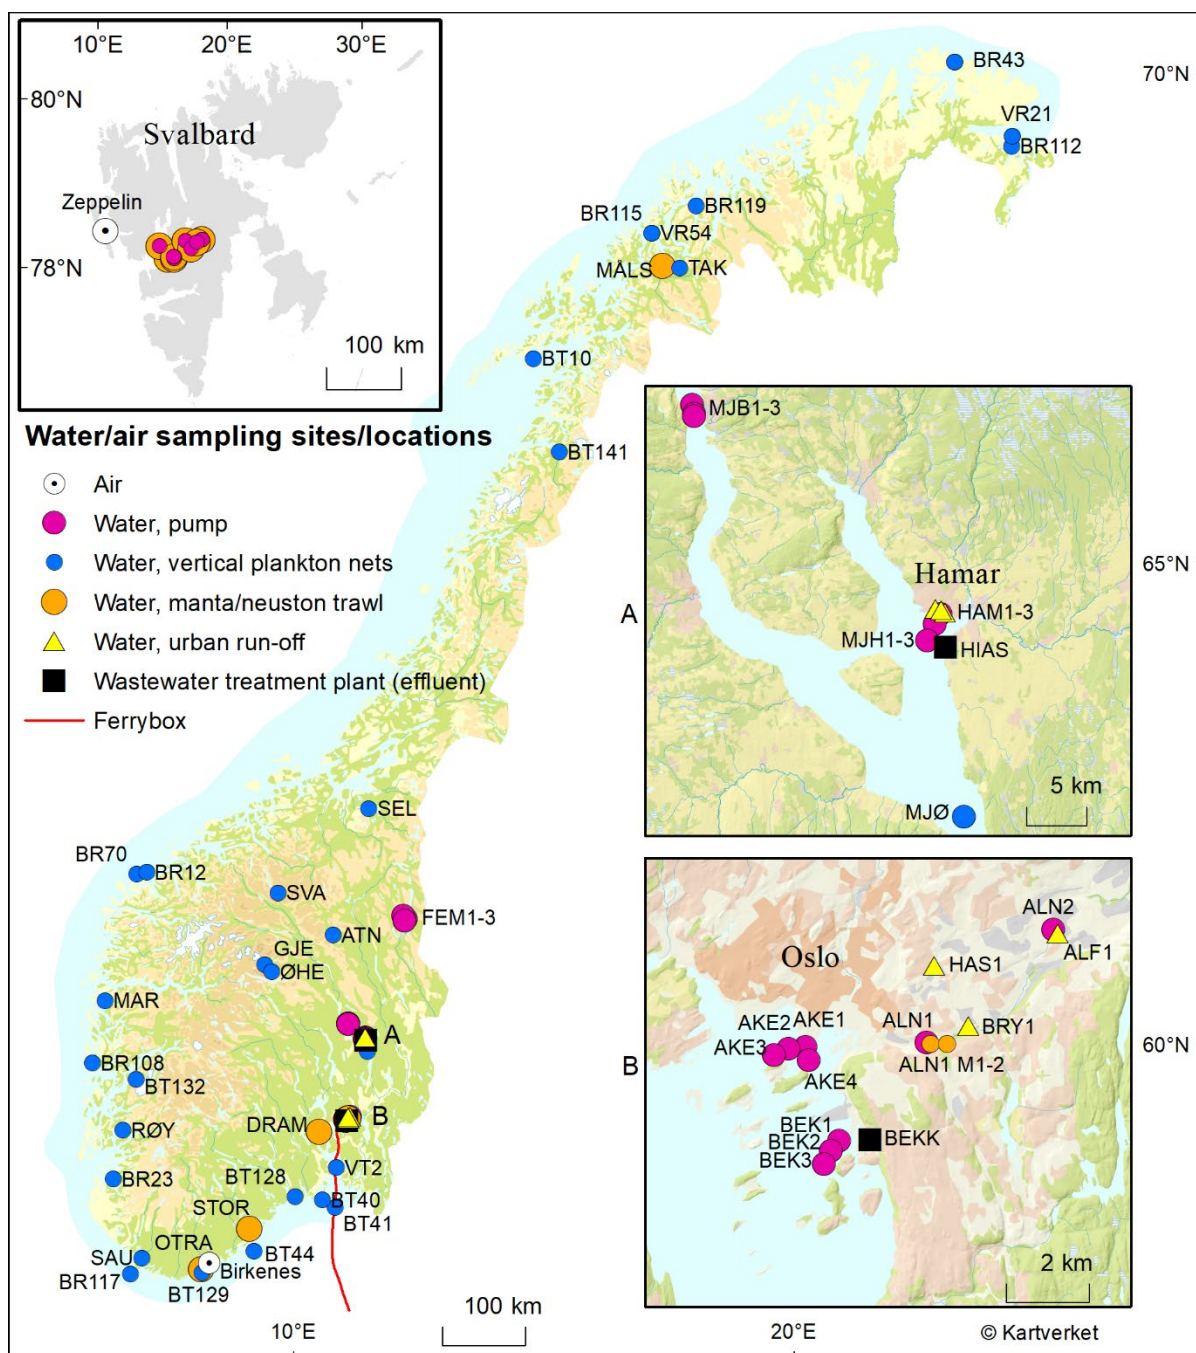 10°E 20°E 30°E
80°N
Svalbard
Zeppelin
78°N
100 km
BR43
70°N
VR21
BR112
BR119
BR115
VR54
MÅLS
TAK
BT10
BT141
Water/air sampling sites/locations
Air
Water, pump
Water, vertical plankton nets
Water, manta/neuston trawl
Water, urban run-off
Wastewater treatment plant (effluent)
Ferrybox
MJB1-3
65°N
Hamar
A
HAM1-3
MJH1-3
HIAS
5 km
MJØ
SEL
BR70
BR12
SVA
FEM1-3
ATN
GJE
ØHE
MAR
A
BR108
BT132
B
DRAM
RØY
VT2
BR23
BT128
BT40
STOR
BT41
OTRA
BT44
SAU
Birkenes
BR117
BT129
100 km
10°E
ALN2
ALF1
Oslo
HAS1
AKE2 AKE1
ALN1
BRY1
AKE3
60°N
B
ALN1 M1-2
AKE4
BEK1
BEK2
BEKK
BEK3
2 km
20°E
© Kartverket